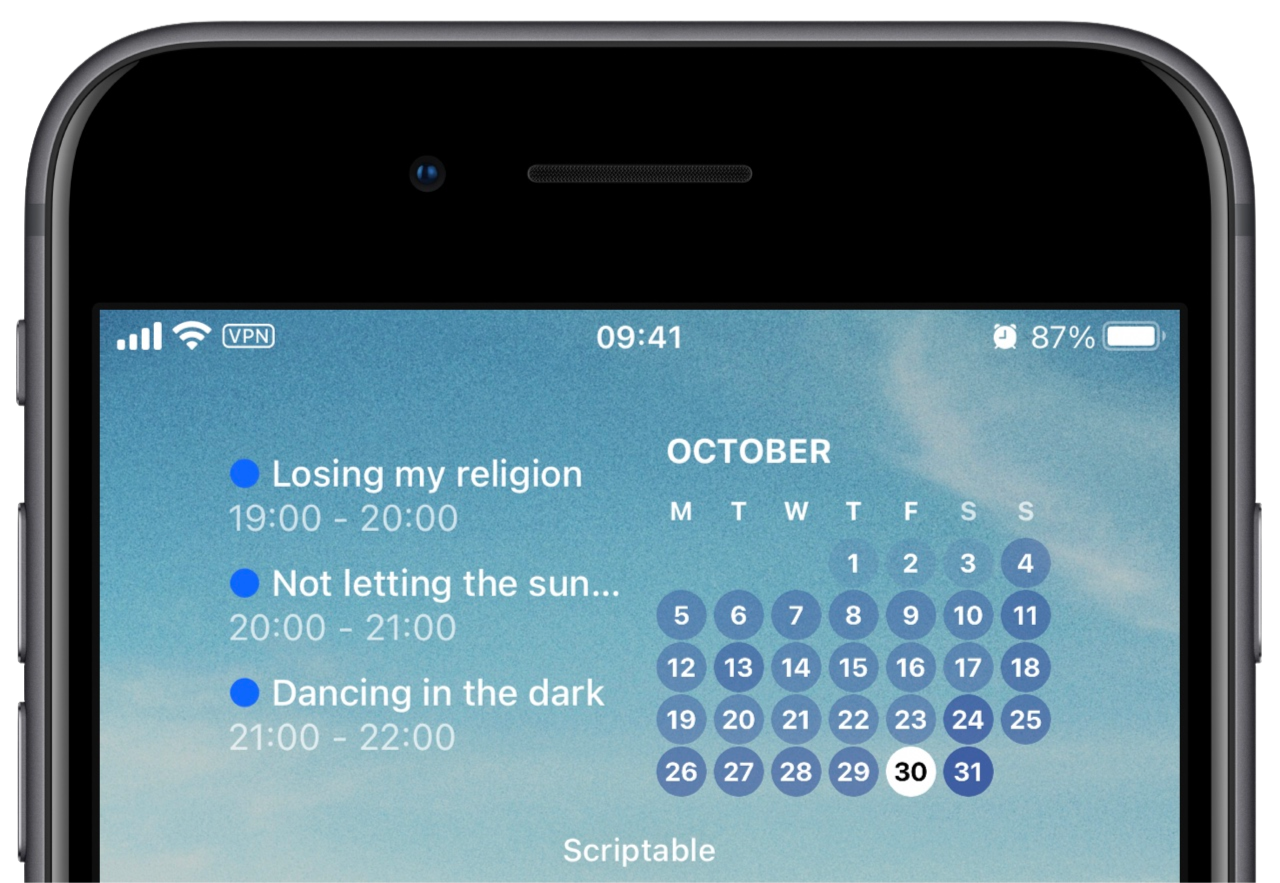 VPN
09:41
87%
Losing my religion
19:00 - 20:00
Not letting the sun...
20:00 - 21:00
Dancing in the dark
21:00 - 22:00
OCTOBER
M T W T F S S
1 2 3 4
5 6 7 8 9 10 11
12 13 14 15 16 17 18
19 20 21 22 23 24 25
26 27 28 29 30 31
Scriptable